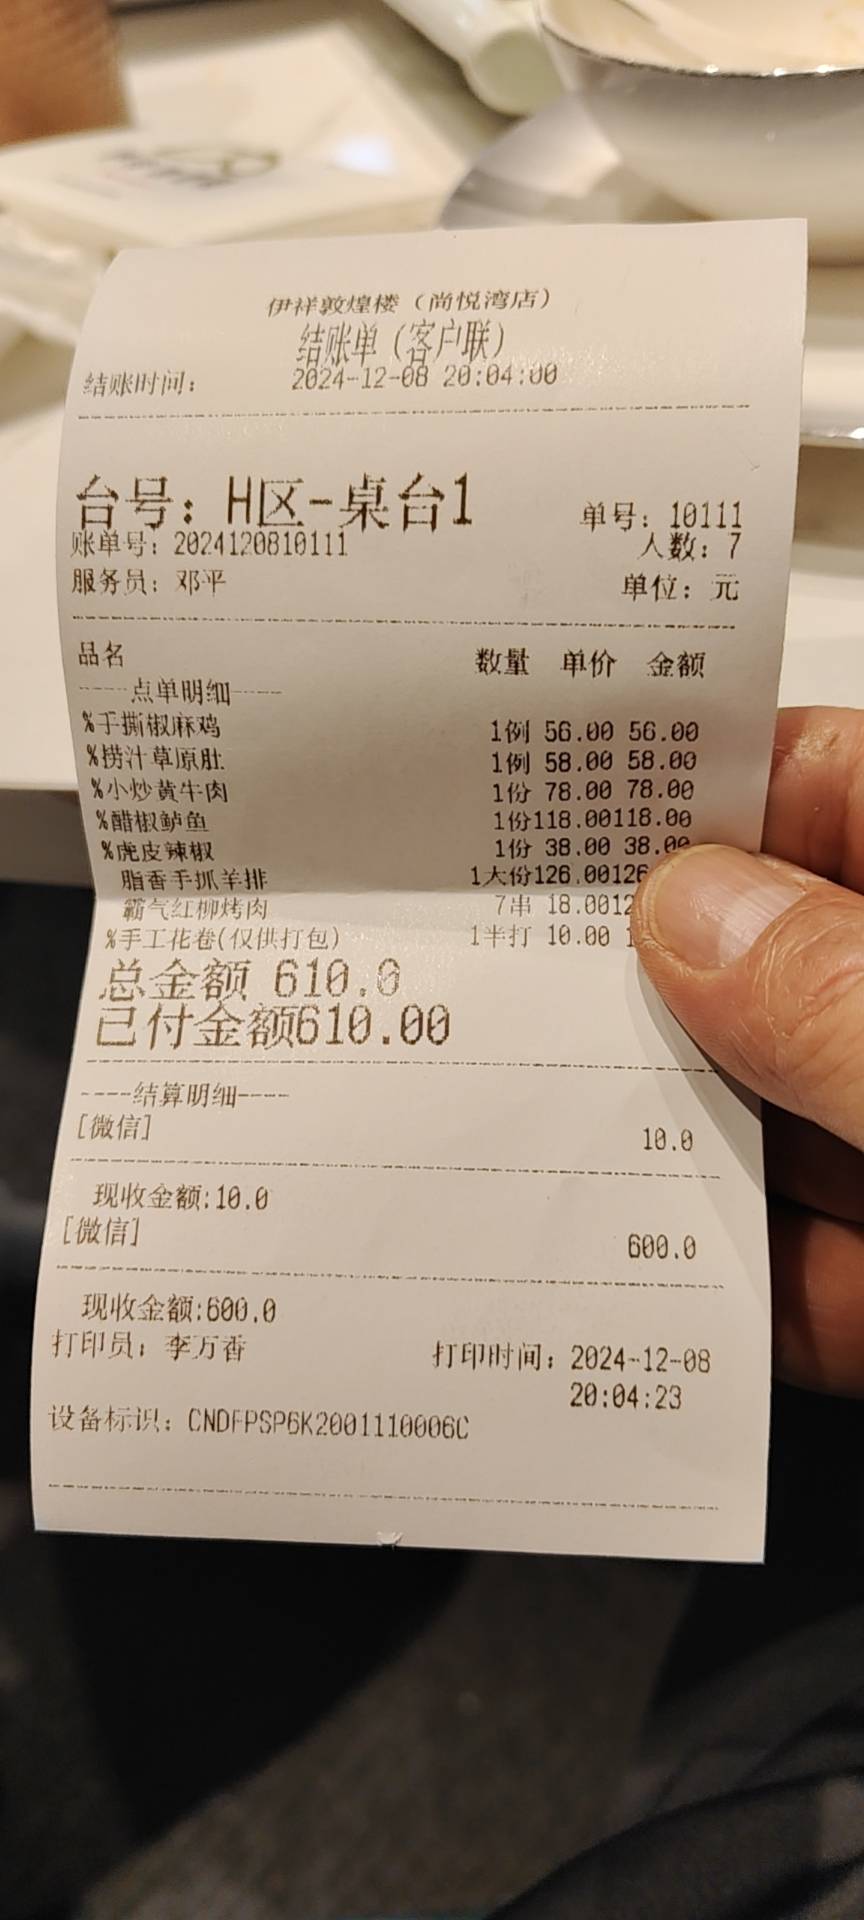 伊祥敦煌楼（尚悦湾店）
结账单（客户联）
结账时间： 2024-12-08 20:04:00
台号：H区-桌台1 单号：10111
账单号：2024120810111 人数：7
服务员：邓平 单位：元
品名 数量 单价 金额
----点单明细----
%手撕椒麻鸡 1例 56.00 56.00
%捞汁草原肚 1例 58.00 58.00
%小炒黄牛肉 1份 78.00 78.00
%醋椒鲈鱼 1份118.00118.00
%虎皮辣椒 1份 38.00 38.00
脂香手抓羊排 1大份126.00126
霸气红柳烤肉 7串 18.0012
%手工花卷(仅供打包) 1半打 10.00 1
总金额 610.0
已付金额610.00
----结算明细----
[微信] 10.0
现收金额:10.0
[微信] 600.0
现收金额:600.0
打印员：李万香 打印时间：2024-12-08
20:04:23
设备标识：CNDFPSP6K2001110006C